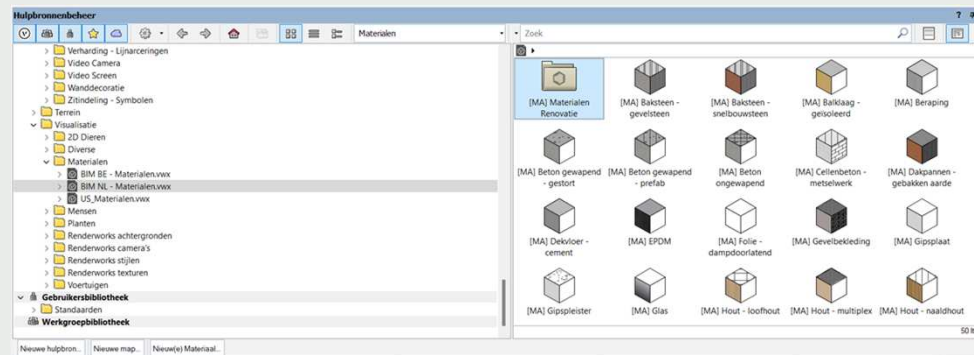 Hulpbronnenbeheer
Materialen
Zoek
Verharding - Lijnarceringen
Video Camera
Video Screen
Wanddecoratie
Zitindeling - Symbolen
Terrein
Visualisatie
2D Dieren
Diverse
Materialen
BIM BE - Materialen.vwx
BIM NL - Materialen.vwx
US_Materialen.vwx
Mensen
Planten
Renderworks achtergronden
Renderworks camera's
Renderworks stijlen
Renderworks texturen
Voertuigen
Gebruikersbibliotheek
Standaarden
Werkgroepbibliotheek
[MA] Materialen Renovatie
[MA] Baksteen - gevelsteen
[MA] Baksteen - snelbouwsteen
[MA] Balklaag - geïsoleerd
[MA] Beraping
[MA] Beton gewapend - gestort
[MA] Beton gewapend - prefab
[MA] Beton ongewapend
[MA] Cellenbeton - metselwerk
[MA] Dakpannen - gebakken aarde
[MA] Dekvloer - cement
[MA] EPDM
[MA] Folie - dampdoorlatend
[MA] Gevelbekleding
[MA] Gipsplaat
[MA] Gipspleister
[MA] Glas
[MA] Hout - loofhout
[MA] Hout - multiplex
[MA] Hout - naaldhout
50
Nieuwe hulpbron...
Nieuwe map...
Nieuw(e) Materiaal...